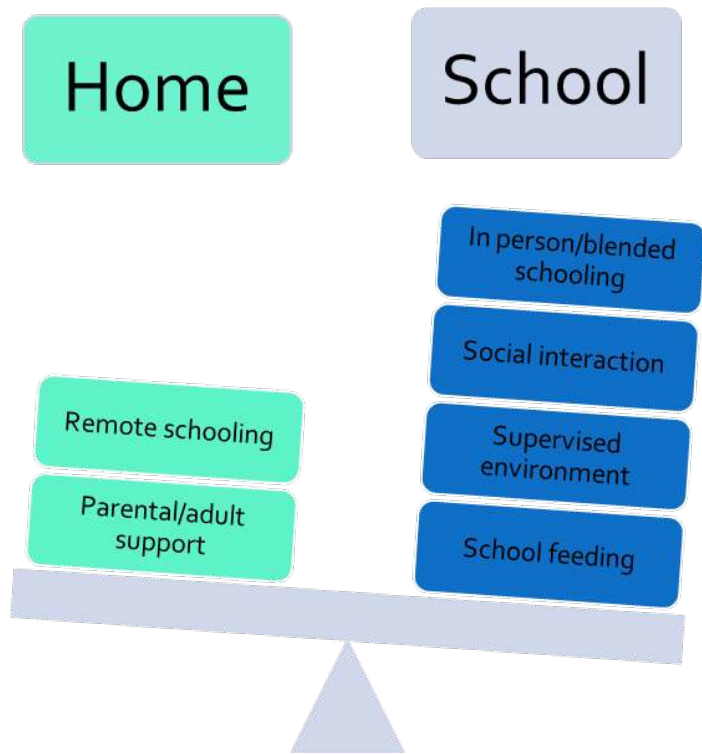 Home
School
In person/blended
schooling
Social interaction
Remote schooling
Supervised
environment
Parental/adult
support
School feeding